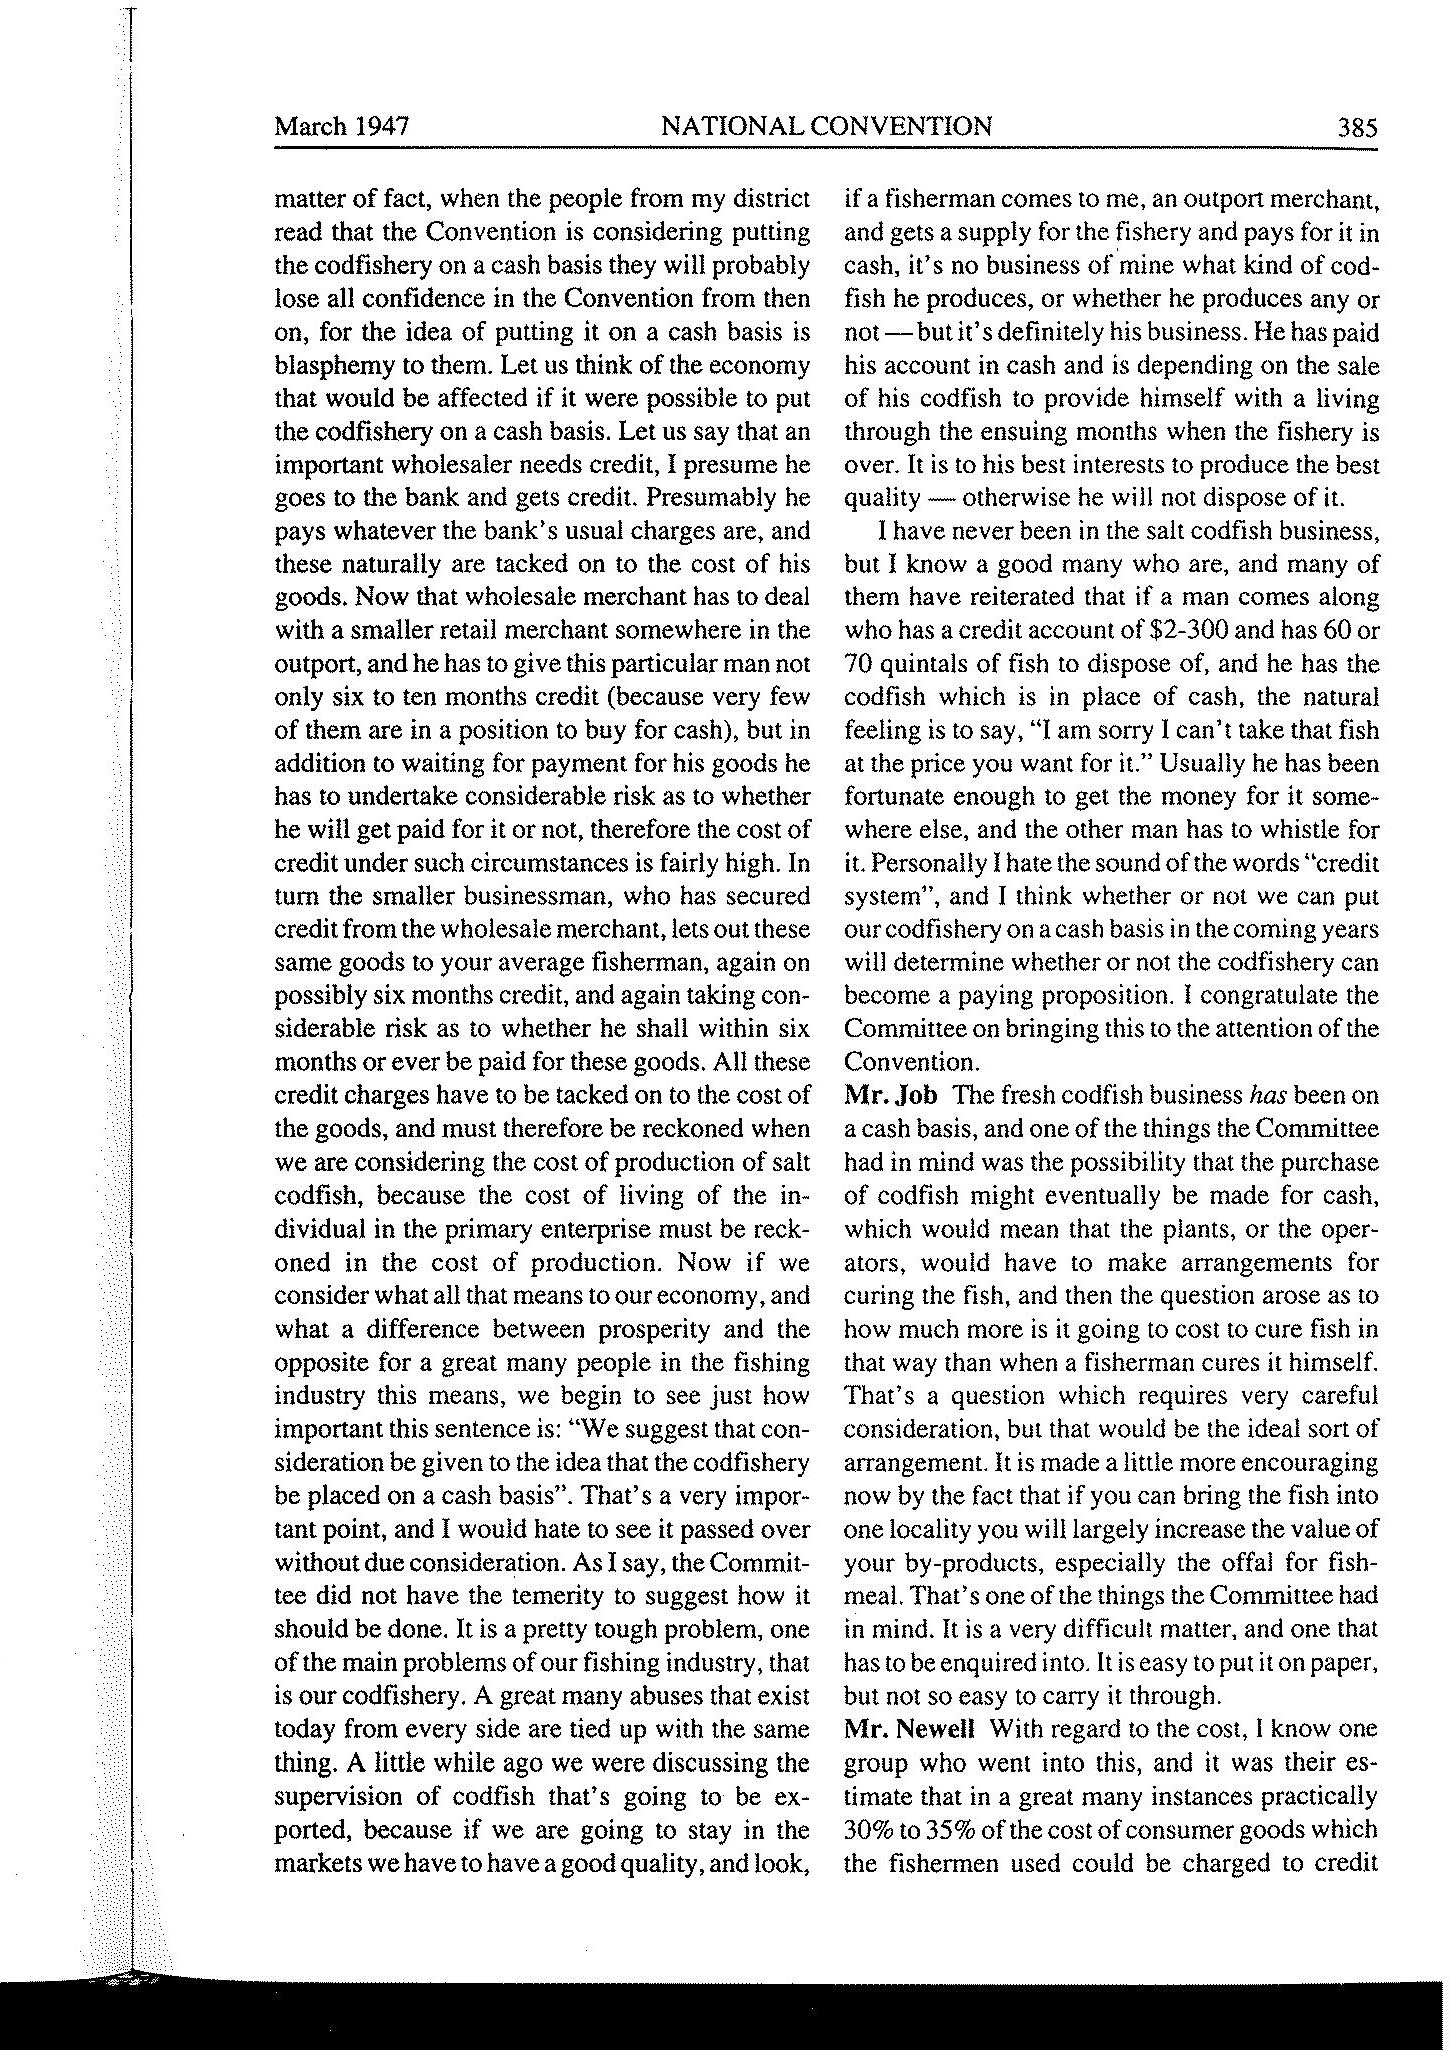 March 1947 NATIONAL CONVENTION 385
matter of fact, when the people from my district
read that the Convention is considering putting
the codfishery on a cash basis they will probably
lose all confidence in the Convention from then
on, for the idea of putting it on a cash basis is
blasphemy to them. Let us think of the economy
that would be affected if it were possible to put
the codfishery on a cash basis. Let us say that an
important wholesaler needs credit, I presume he
goes to the bank and gets credit. Presumably he
pays whatever the bank's usual charges are, and
these naturally are tacked on to the cost of his
goods. Now that wholesale merchant has to deal
with a smaller retail merchant somewhere in the
outport, and he has to give this particular man not
only six to ten months credit (because very few
of them are in a position to buy for cash), but in
addition to waiting for payment for his goods he
has to undertake considerable risk as to whether
he will get paid for it or not, therefore the cost of
credit under such circumstances is fairly high. In
turn the smaller businessman, who has secured
credit from the wholesale merchant, lets out these
same goods to your average fisherman, again on
possibly six months credit, and again taking con-
siderable risk as to whether he shall within six
months or ever be paid for these goods. All these
credit charges have to be tacked on to the cost of
the goods, and must therefore be reckoned when
we are considering the cost of production of salt
codfish, because the cost of living of the in-
dividual in the primary enterprise must be reck-
oned in the cost of production. Now if we
consider what all that means to our economy, and
what a difference between prosperity and the
opposite for a great many people in the fishing
industry this means, we begin to see just how
important this sentence is: "We suggest that con-
sideration be given to the idea that the codfishery
be placed on a cash basis". That's a very impor-
tant point, and I would hate to see it passed over
without due consideration. As I say, the Commit-
tee did not have the temerity to suggest how it
should be done. It is a pretty tough problem, one
of the main problems of our fishing industry, that
is our codfishery. A great many abuses that exist
today from every side are tied up with the same
thing. A little while ago we were discussing the
supervision of codfish that's going to be ex-
ported, because if we are going to stay in the
markets we have to have a good quality, and look,
if a fisherman comes to me, an outport merchant,
and gets a supply for the fishery and pays for it in
cash, it's no business of mine what kind of cod-
fish he produces, or whether he produces any or
not — but it's definitely his business. He has paid
his account in cash and is depending on the sale
of his codfish to provide himself with a living
through the ensuing months when the fishery is
over. It is to his best interests to produce the best
quality — otherwise he will not dispose of it.
I have never been in the salt codfish business,
but I know a good many who are, and many of
them have reiterated that if a man comes along
who has a credit account of $2-300 and has 60 or
70 quintals of fish to dispose of, and he has the
codfish which is in place of cash, the natural
feeling is to say, "I am sorry I can't take that fish
at the price you want for it." Usually he has been
fortunate enough to get the money for it some-
where else, and the other man has to whistle for
it. Personally I hate the sound of the words "credit
system", and I think whether or not we can put
our codfishery on a cash basis in the coming years
will determine whether or not the codfishery can
become a paying proposition. I congratulate the
Committee on bringing this to the attention of the
Convention.
Mr. Job The fresh codfish business has been on
a cash basis, and one of the things the Committee
had in mind was the possibility that the purchase
of codfish might eventually be made for cash,
which would mean that the plants, or the oper-
ators, would have to make arrangements for
curing the fish, and then the question arose as to
how much more is it going to cost to cure fish in
that way than when a fisherman cures it himself.
That's a question which requires very careful
consideration, but that would be the ideal sort of
arrangement. It is made a little more encouraging
now by the fact that if you can bring the fish into
one locality you will largely increase the value of
your by-products, especially the offal for fish-
meal. That's one of the things the Committee had
in mind. It is a very difficult matter, and one that
has to be enquired into. It is easy to put it on paper,
but not so easy to carry it through.
Mr. Newell With regard to the cost, I know one
group who went into this, and it was their es-
timate that in a great many instances practically
30% to 35% of the cost of consumer goods which
the fishermen used could be charged to credit